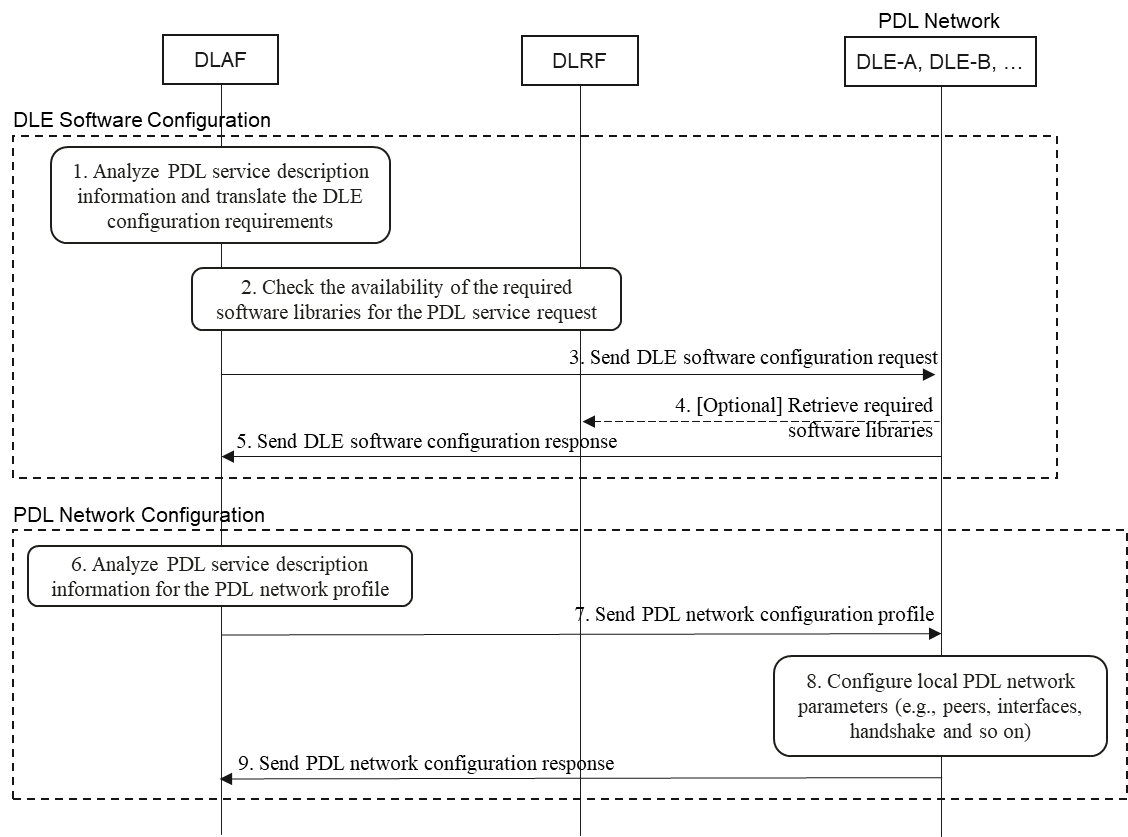 PDL Network
DLAF
DLRF
DLE-A, DLE-B, …
DLE Software Configuration
1. Analyze PDL service description
information and translate the DLE
configuration requirements
2. Check the availability of the required
software libraries for the PDL service request
3. Send DLE software configuration request
4. [Optional] Retrieve required
software libraries
5. Send DLE software configuration response
PDL Network Configuration
6. Analyze PDL service description
information for the PDL network profile
7. Send PDL network configuration profile
8. Configure local PDL network
parameters (e.g., peers, interfaces,
handshake and so on)
9. Send PDL network configuration response